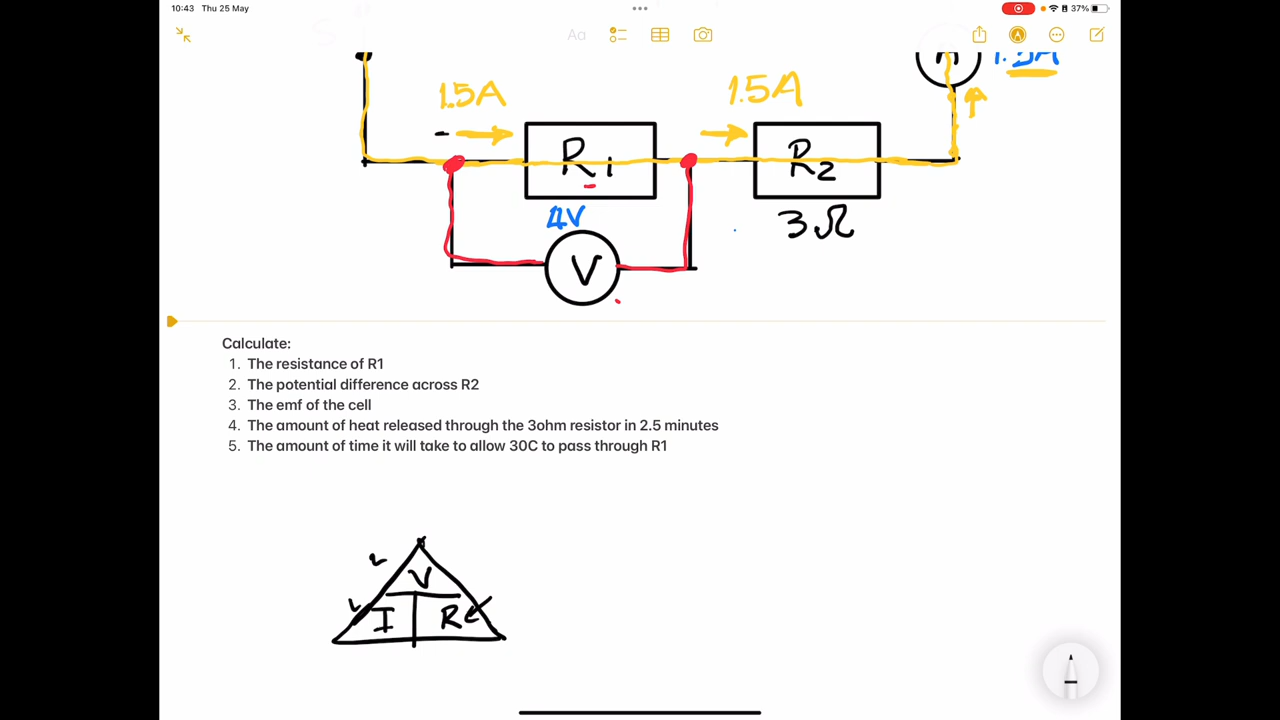 10:43 Thu 25 May
37%
Aa
1.5A
1.5A
1.5A
R1
R2
4V
3Ω
V
Calculate:
1. The resistance of R1
2. The potential difference across R2
3. The emf of the cell
4. The amount of heat released through the 3ohm resistor in 2.5 minutes
5. The amount of time it will take to allow 30C to pass through R1
V
I R